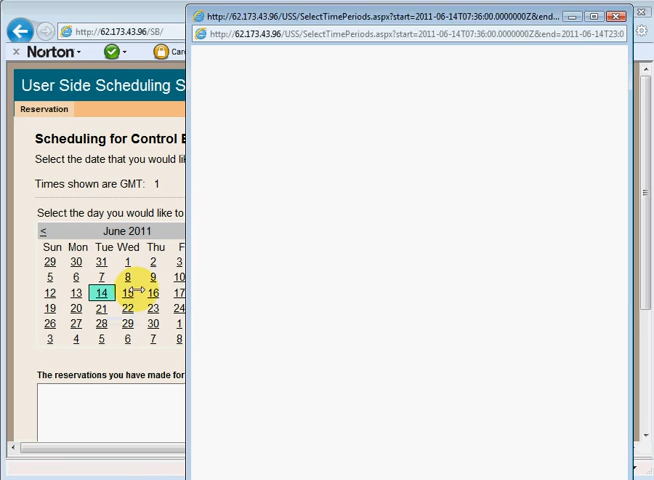 http://62.173.43.96/USS/SelectTimePeriods.aspx?start=2011-06-14T07:36:00.0000000Z&end...
http://62.173.43.96/SB/
http://62.173.43.96/USS/SelectTimePeriods.aspx?start=2011-06-14T07:36:00.0000000Z&end=2011-06-14T23:0
Norton
User Side Scheduling S
Reservation
Scheduling for Control
Select the date that you would li
Times shown are GMT: 1
Select the day you would like to
< June 2011
Sun Mon Tue Wed Thu F
29 30 31 1 2 3
5 6 7 8 9 10
12 13 14 15 16 17
19 20 21 22 23 24
26 27 28 29 30 1
3 4 5 6 7 8
The reservations you have made for